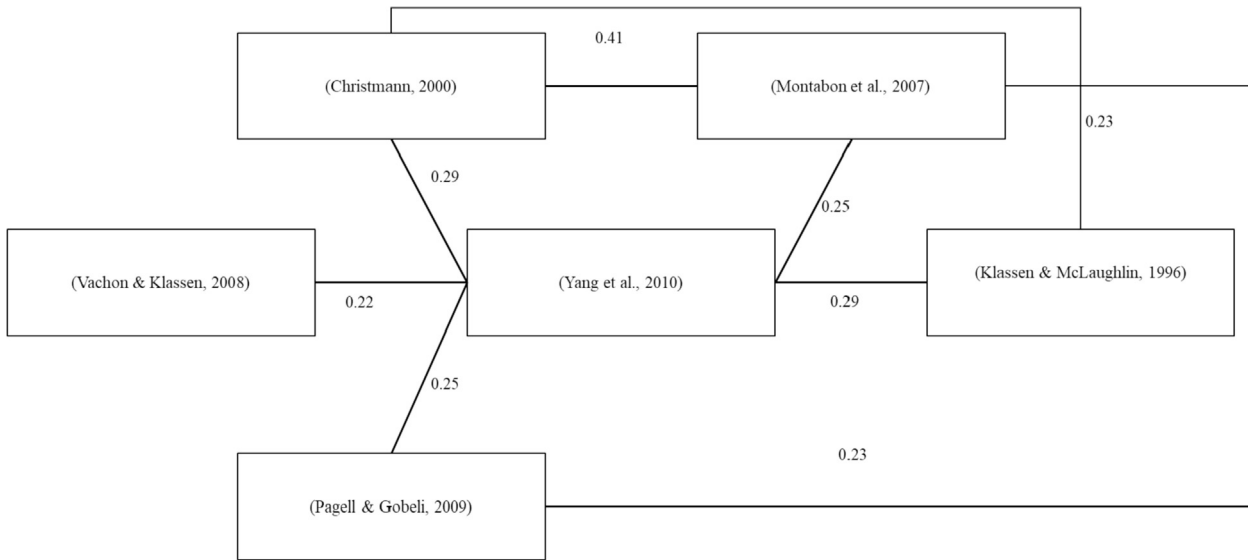 0.41
(Christmann, 2000)
(Montabon et al., 2007)
0.23
0.29
0.25
(Vachon & Klassen, 2008)
(Yang et al., 2010)
(Klassen & McLaughlin, 1996)
0.22
0.29
0.25
0.23
(Pagell & Gobeli, 2009)